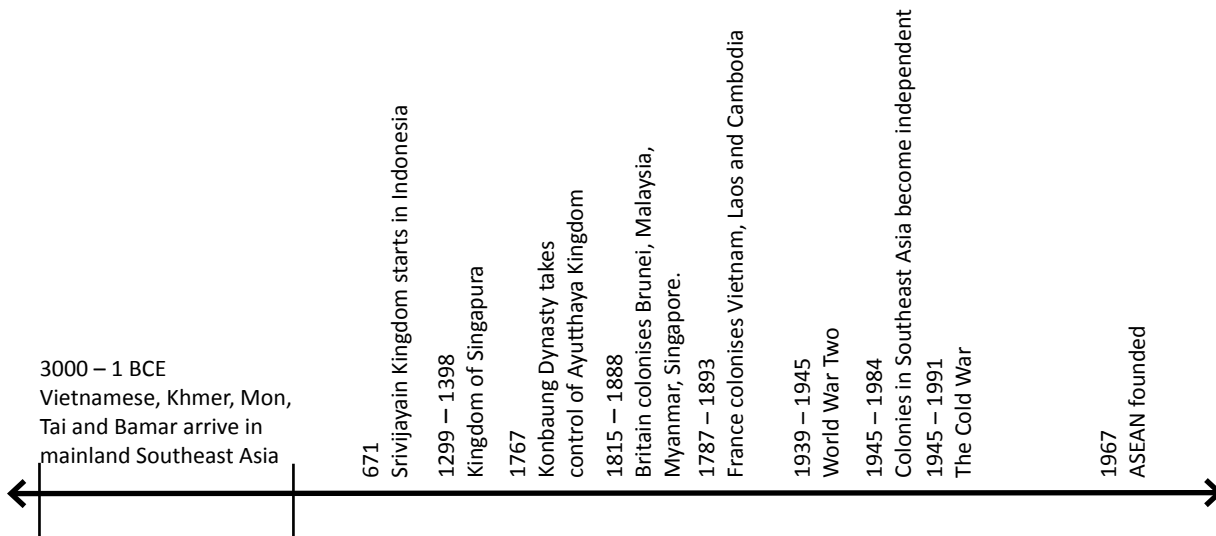 3000 – 1 BCE
Vietnamese, Khmer, Mon,
Tai and Bamar arrive in
mainland Southeast Asia
671
Srivijayain Kingdom starts in Indonesia
1299 – 1398
Kingdom of Singapura
1767
Konbaung Dynasty takes
control of Ayutthaya Kingdom
1815 – 1888
Britain colonises Brunei, Malaysia,
Myanmar, Singapore.
1787 – 1893
France colonises Vietnam, Laos and Cambodia
1939 – 1945
World War Two
1945 – 1984
Colonies in Southeast Asia become independent
1945 – 1991
The Cold War
1967
ASEAN founded